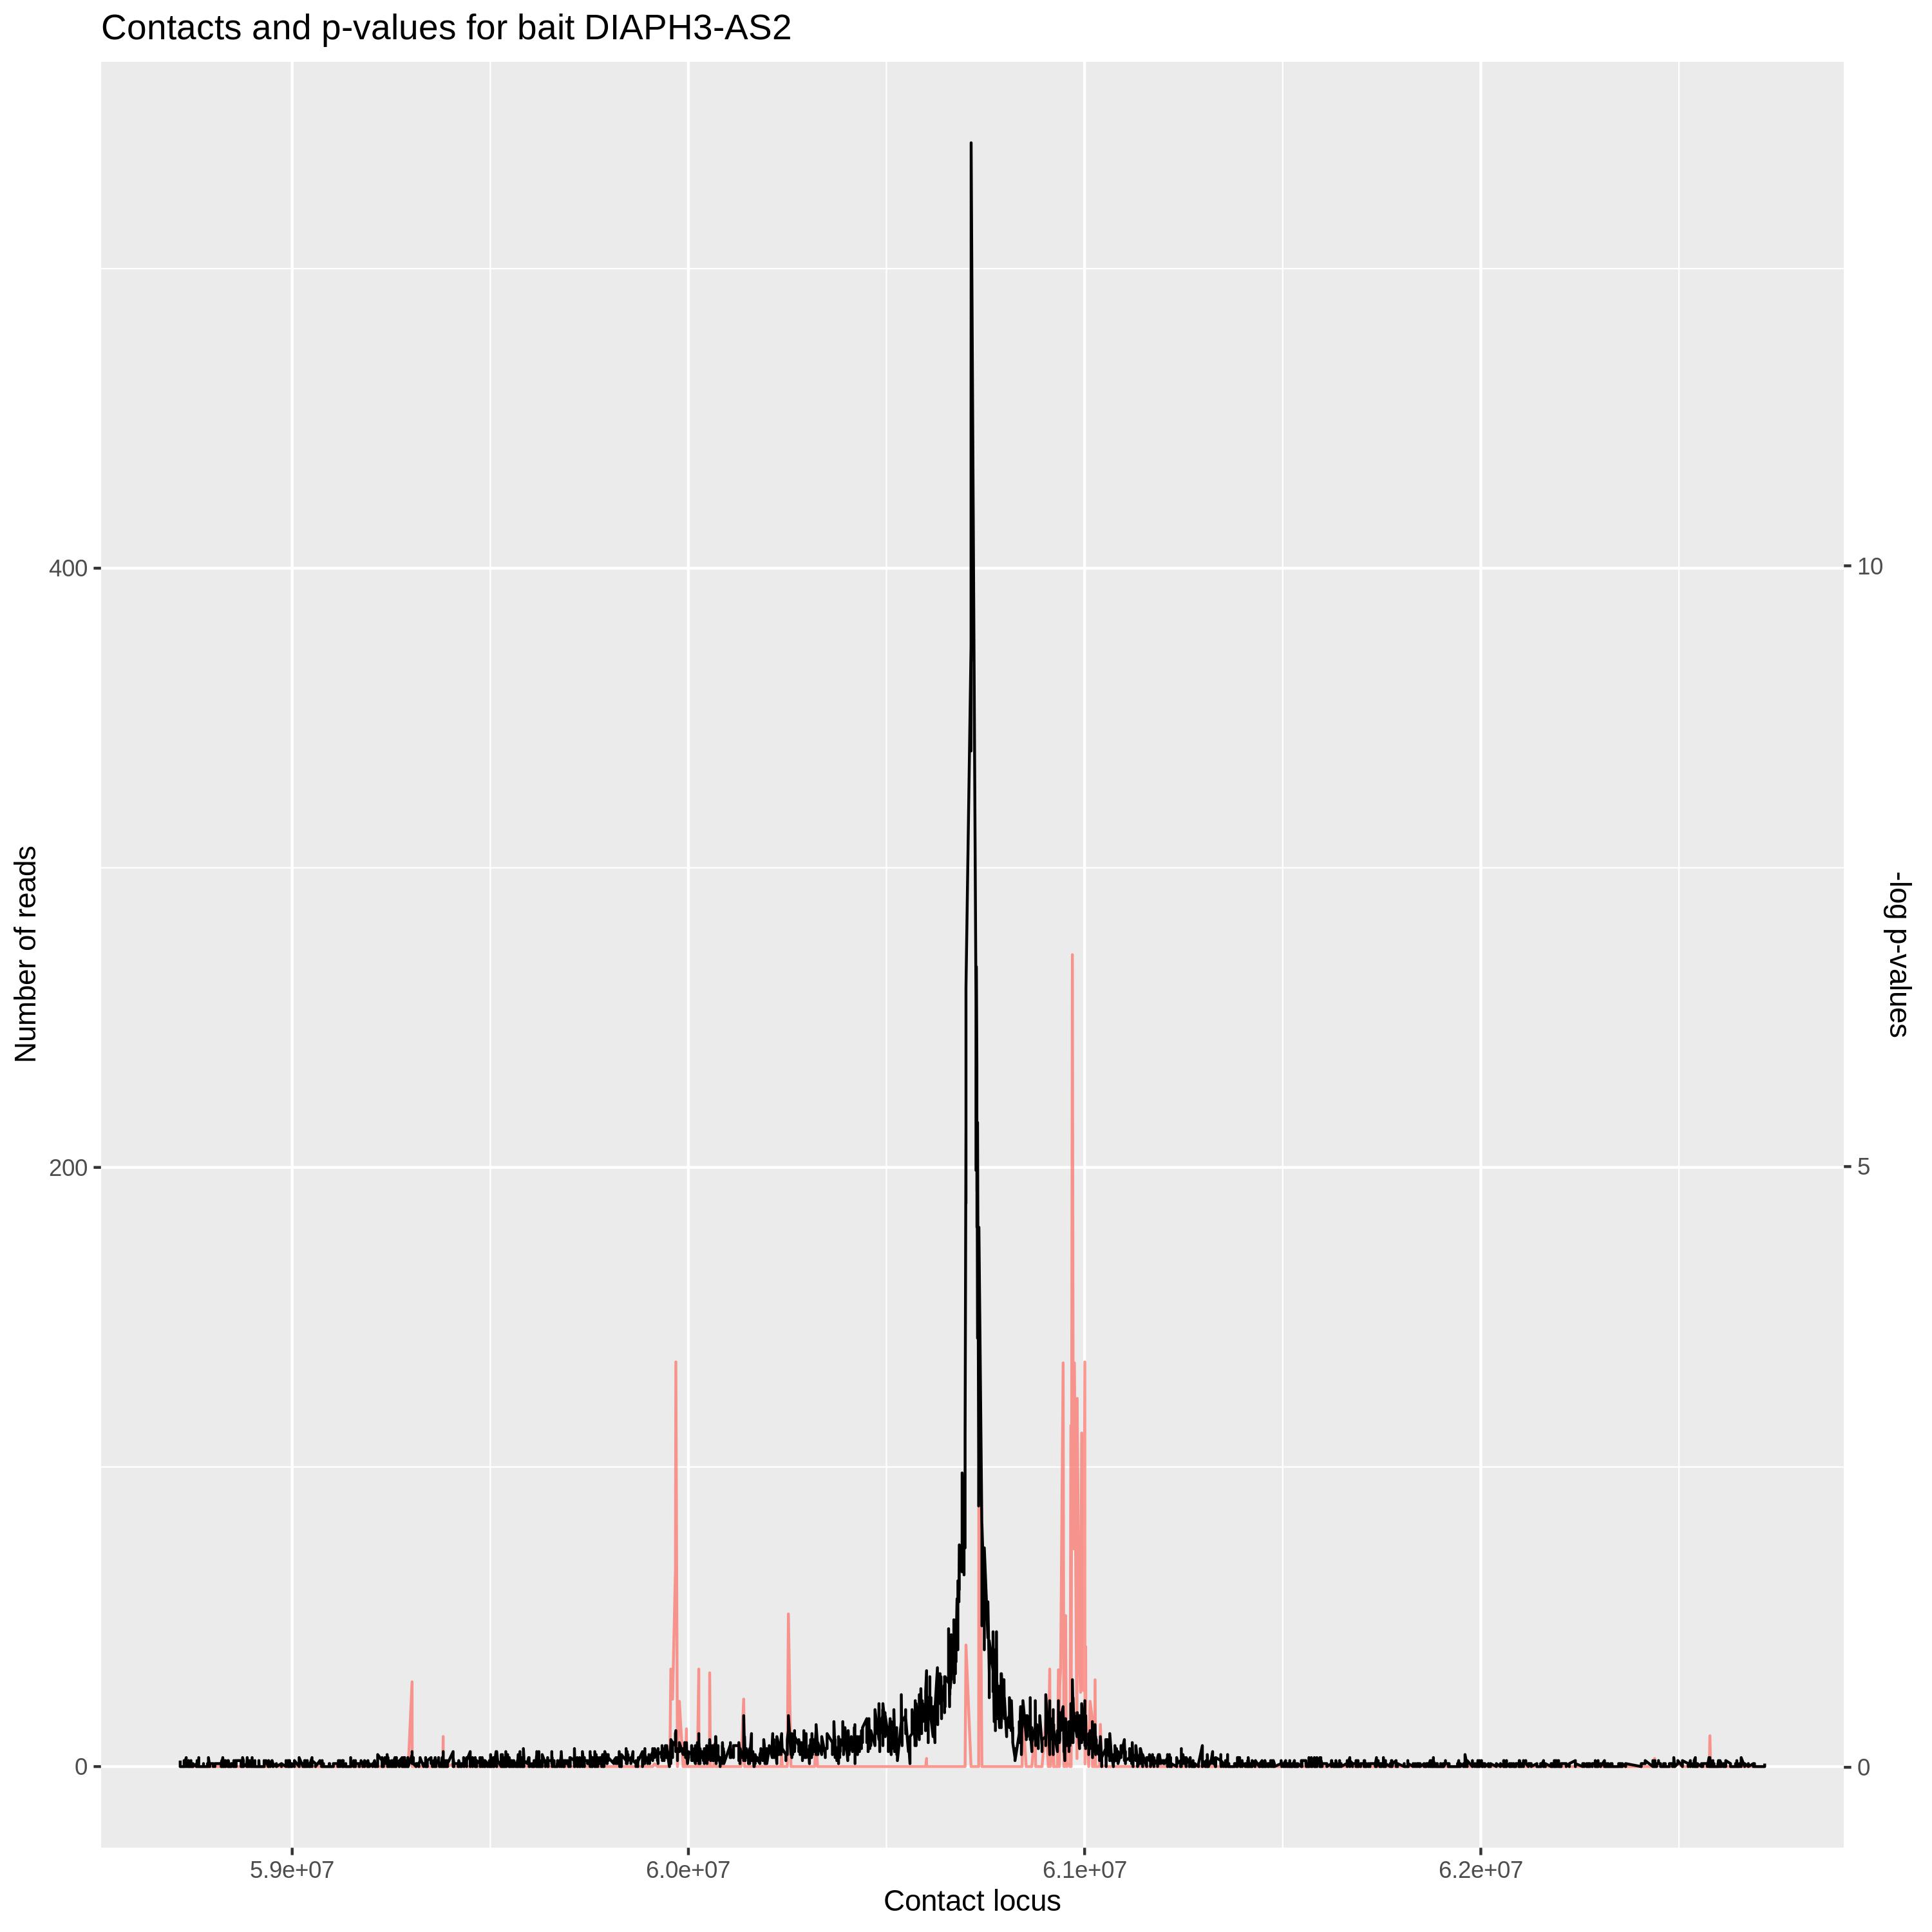 Contacts and p-values for bait DIAPH3-AS2
Number of reads
400
200
0
10
5
0
-log p-values
5.9e+07
6.0e+07
6.1e+07
6.2e+07
Contact locus